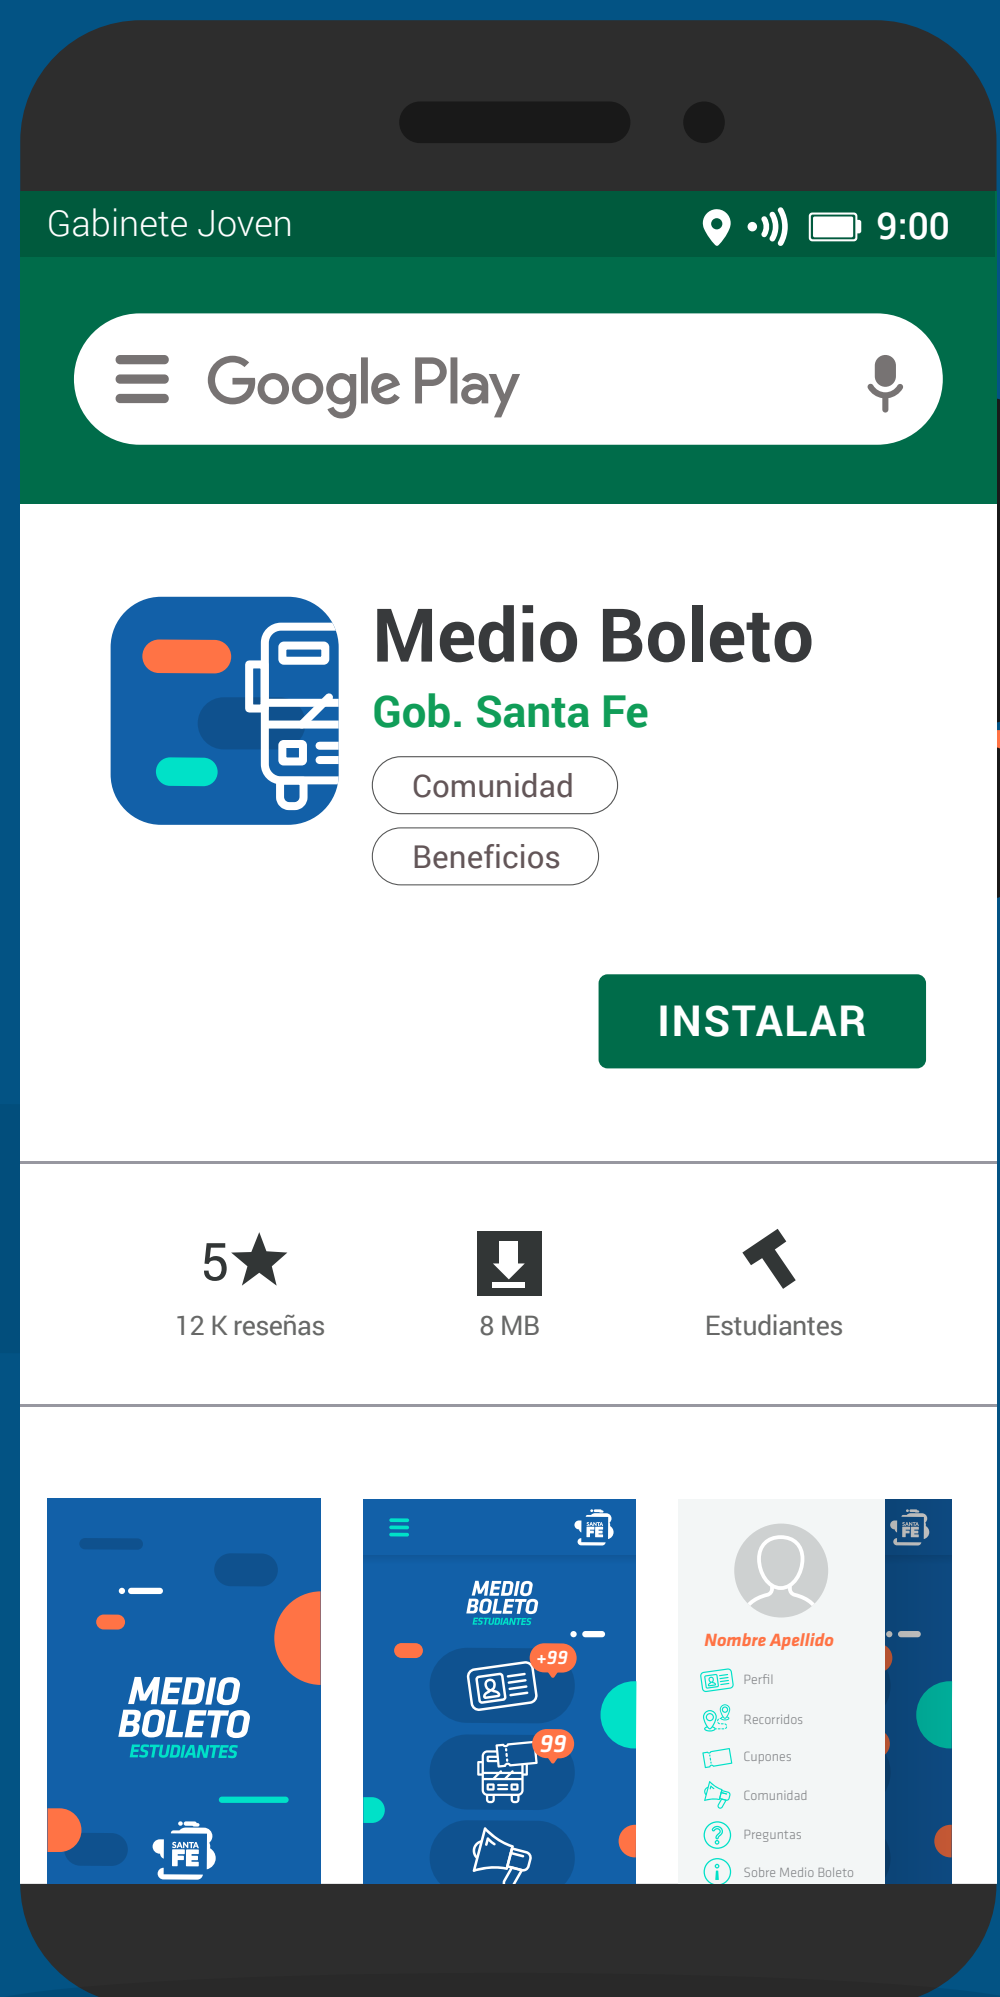 Gabinete Joven
9:00
Google Play
Medio Boleto
Gob. Santa Fe
Comunidad
Beneficios
INSTALAR
5
12 K reseñas
8 MB
Estudiantes
MEDIO
BOLETO
ESTUDIANTES
SANTA
FE
SANTA
FE
MEDIO
BOLETO
ESTUDIANTES
+99
99
SANTA
FE
Nombre Apellido
Perfil
Recorridos
Cupones
Comunidad
Preguntas
Sobre Medio Boleto